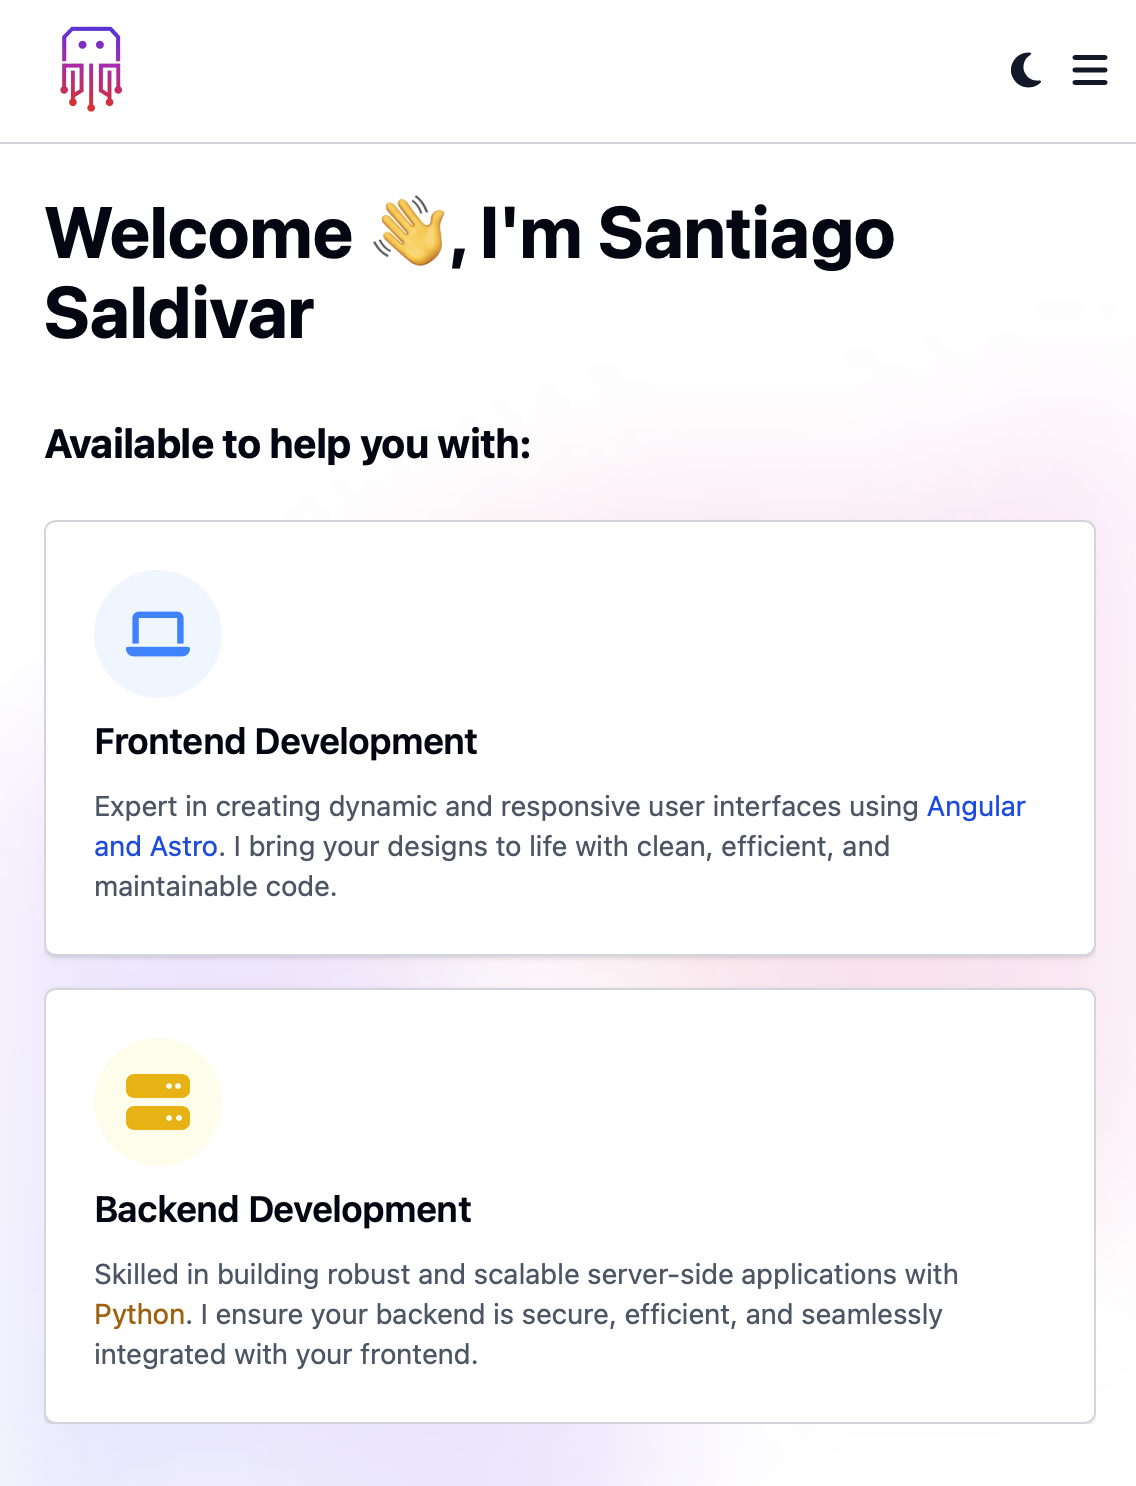 Welcome 👋, I'm Santiago
Saldivar
Available to help you with:
Frontend Development
Expert in creating dynamic and responsive user interfaces using Angular
and Astro. I bring your designs to life with clean, efficient, and
maintainable code.
Backend Development
Skilled in building robust and scalable server-side applications with
Python. I ensure your backend is secure, efficient, and seamlessly
integrated with your frontend.